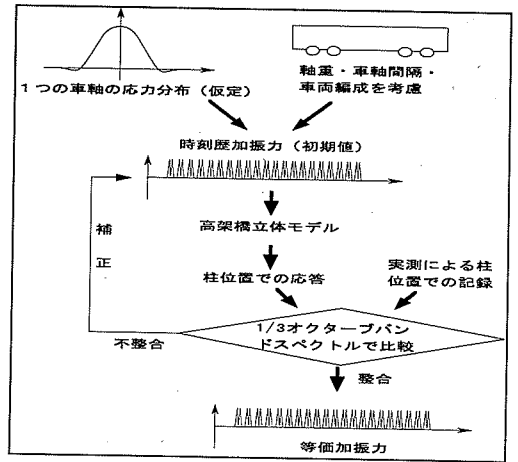 1つの車軸の応力分布（仮定）
軸重・車軸間隔・
車両編成を考慮
時刻歴加振力（初期値）
補
正
高架橋立体モデル
柱位置での応答
実測による柱
位置での記録
1/3オクターブバン
ドスペクトルで比較
不整合
整合
等価加振力